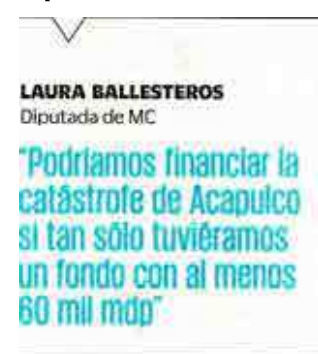 LAURA BALLESTEROS
Diputada de MC
"Podríamos financiar la
catástrofe de Acapulco
si tan sólo tuviéramos
un fondo con al menos
60 mil mdp"